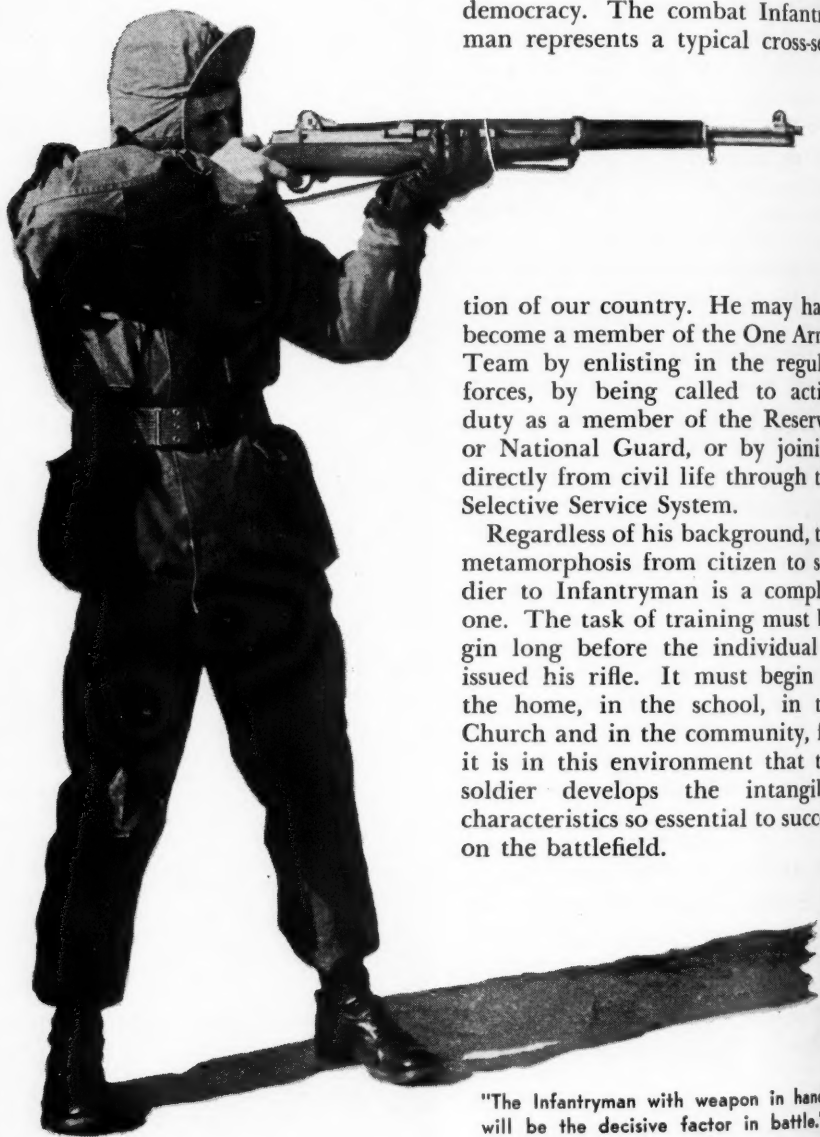 democracy. The combat Infantry
man represents a typical cross-se
tion of our country. He may ha
become a member of the One Arm
Team by enlisting in the regul
forces, by being called to acti
duty as a member of the Reserv
or National Guard, or by joini
directly from civil life through t
Selective Service System.
Regardless of his background, t
metamorphosis from citizen to s
dier to Infantryman is a compl
one. The task of training must b
gin long before the individual
issued his rifle. It must begin
the home, in the school, in t
Church and in the community, f
it is in this environment that t
soldier develops the intangib
characteristics so essential to succ
on the battlefield.
"The Infantryman with weapon in hand
will be the decisive factor in battle."